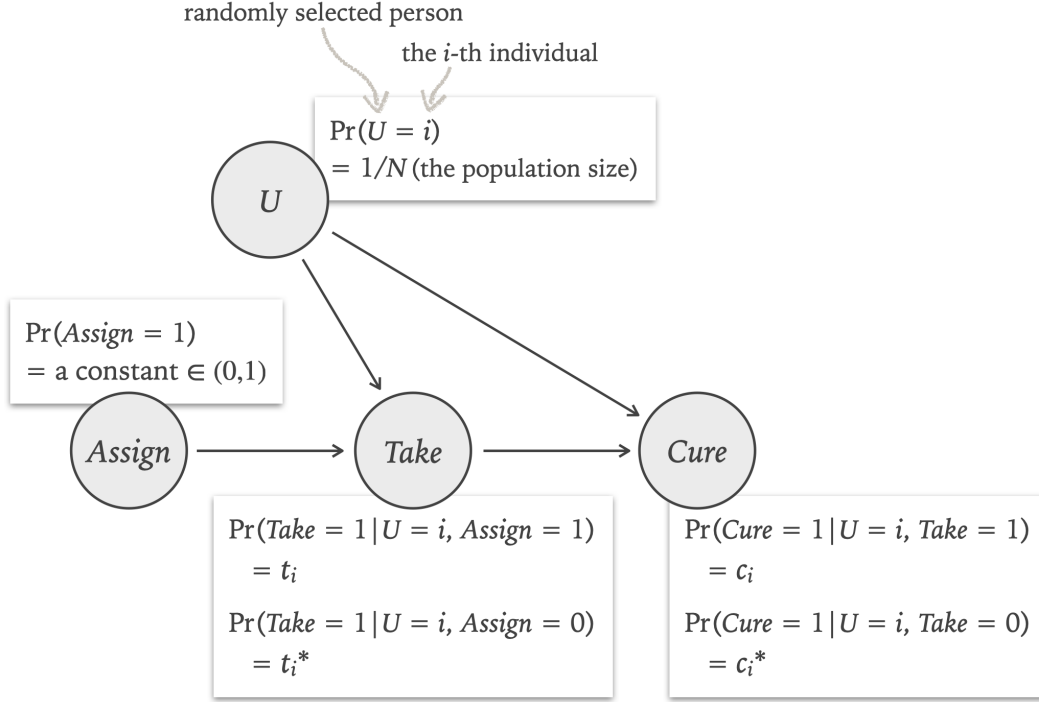 randomly selected person
the i-th individual
Pr(U = i)
= 1/N (the population size)
U
Pr(Assign = 1)
= a constant ∈ (0,1)
Assign
Take
Cure
Pr(Take = 1|U = i, Assign = 1)
= tᵢ
Pr(Take = 1|U = i, Assign = 0)
= tᵢ*
Pr(Cure = 1|U = i, Take = 1)
= cᵢ
Pr(Cure = 1|U = i, Take = 0)
= cᵢ*